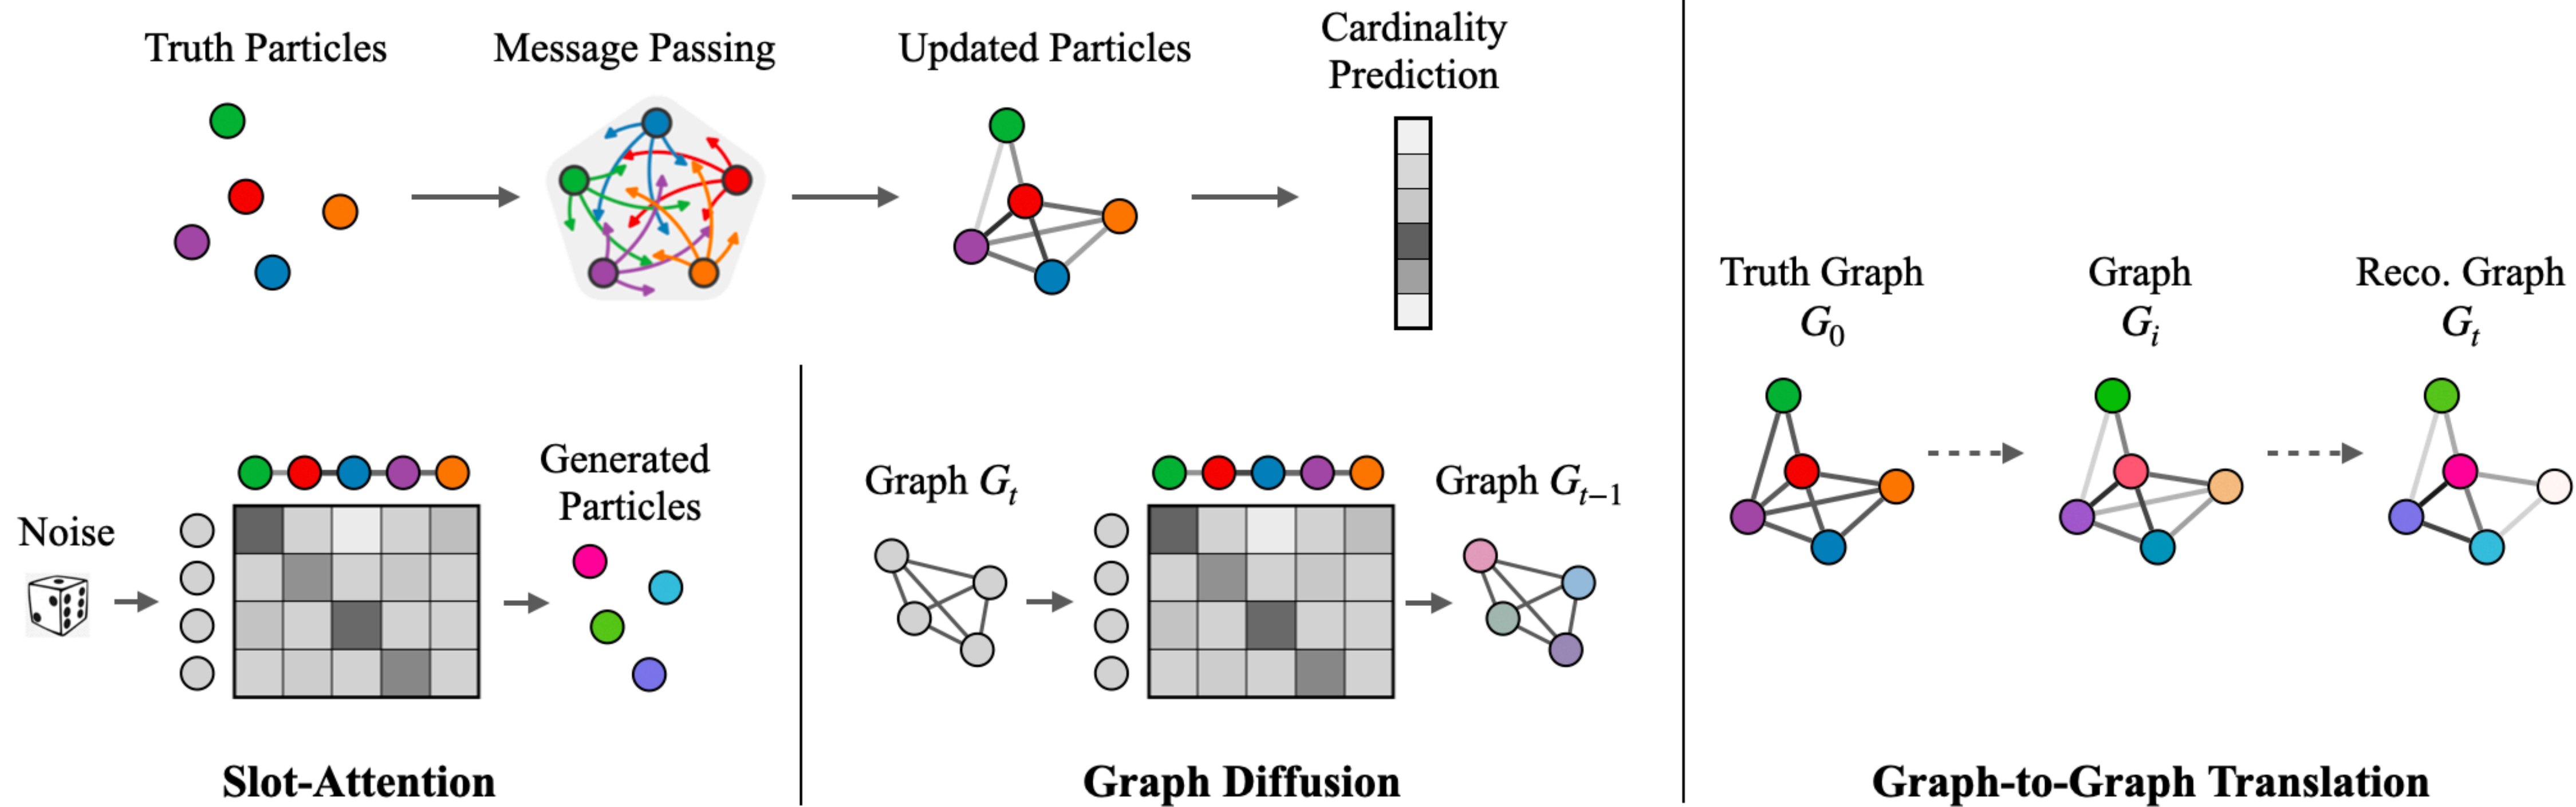 Truth Particles
Message Passing
Updated Particles
Cardinality
Prediction
Noise
Generated
Particles
Slot-Attention
Graph G_t
Graph G_{t−1}
Graph Diffusion
Truth Graph
G_0
Graph
G_i
Reco. Graph
G_t
Graph-to-Graph Translation